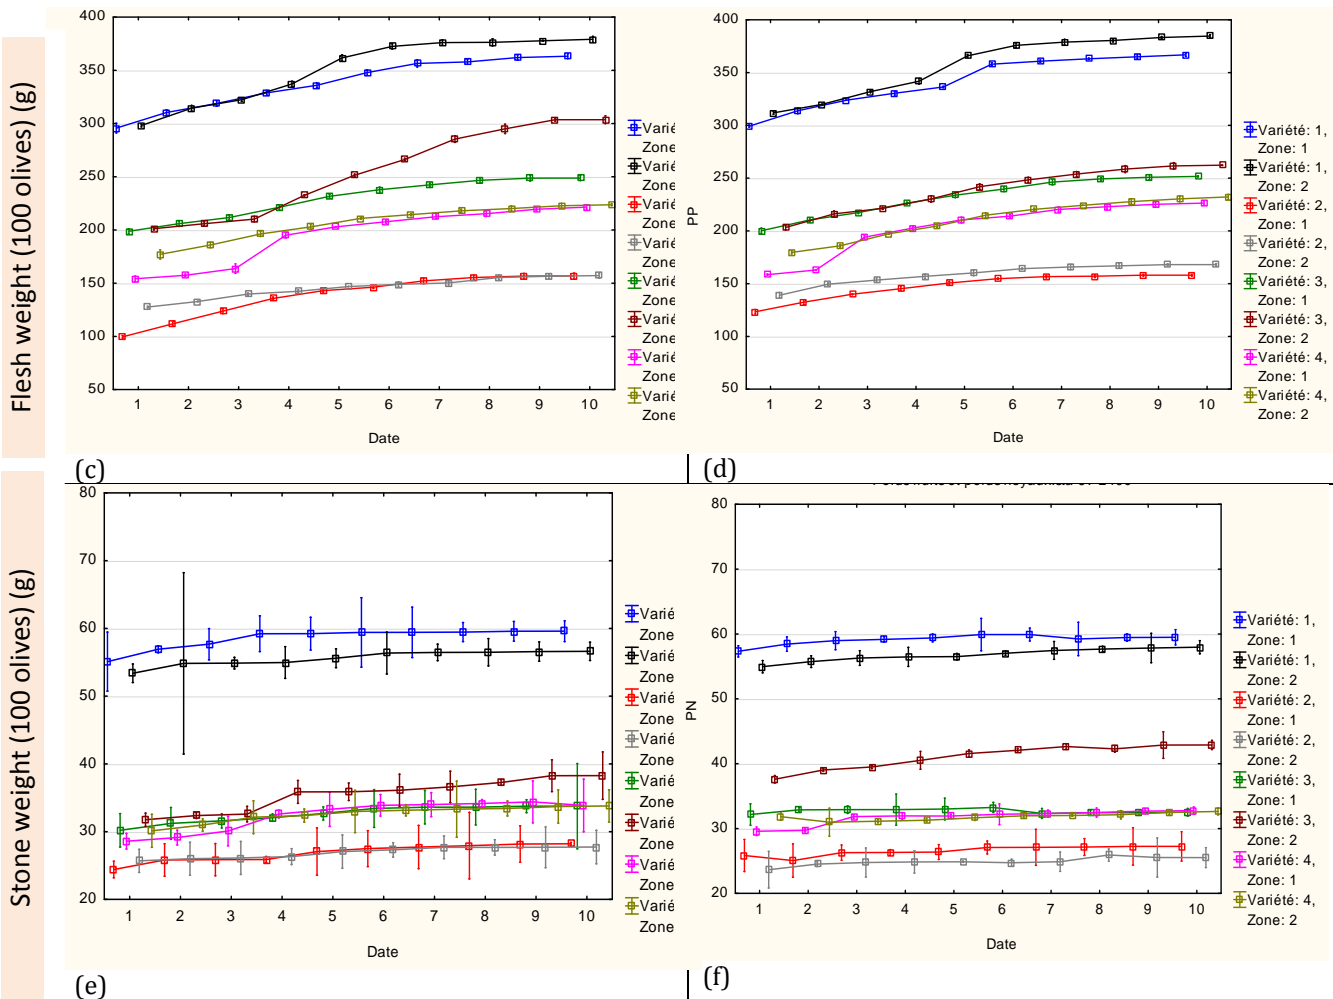 Flesh weight (100 olives) (g)
400
350
300
250
200
150
100
50
1 2 3 4 5 6 7 8 9 10
Date
Varié
Zone
Varié
Zone
Varié
Zone
Varié
Zone
Varié
Zone
Varié
Zone
Varié
Zone
Varié
Zone
(c)
400
350
300
250
200
150
100
50
PP
1 2 3 4 5 6 7 8 9 10
Date
Variété: 1,
Zone: 1
Variété: 1,
Zone: 2
Variété: 2,
Zone: 1
Variété: 2,
Zone: 2
Variété: 3,
Zone: 1
Variété: 3,
Zone: 2
Variété: 4,
Zone: 1
Variété: 4,
Zone: 2
(d)
Stone weight (100 olives) (g)
80
70
60
50
40
30
20
1 2 3 4 5 6 7 8 9 10
Date
Varié
Zone
Varié
Zone
Varié
Zone
Varié
Zone
Varié
Zone
Varié
Zone
Varié
Zone
Varié
Zone
(e)
80
70
60
50
40
30
20
PN
1 2 3 4 5 6 7 8 9 10
Date
Variété: 1,
Zone: 1
Variété: 1,
Zone: 2
Variété: 2,
Zone: 1
Variété: 2,
Zone: 2
Variété: 3,
Zone: 1
Variété: 3,
Zone: 2
Variété: 4,
Zone: 1
Variété: 4,
Zone: 2
(f)